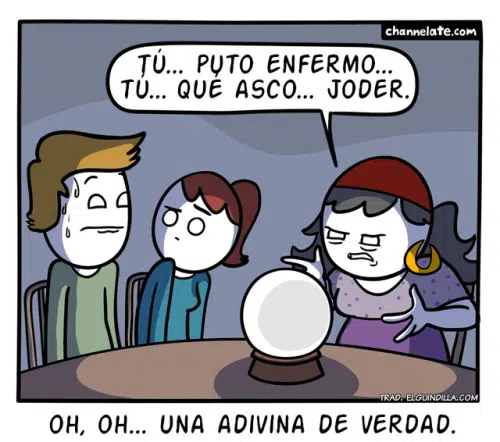 channelate.com
TÚ... PUTO ENFERMO...
TÚ... QUÉ ASCO... JODER.
TRAD: ELGUINDILLA.COM
OH, OH... UNA ADIVINA DE VERDAD.